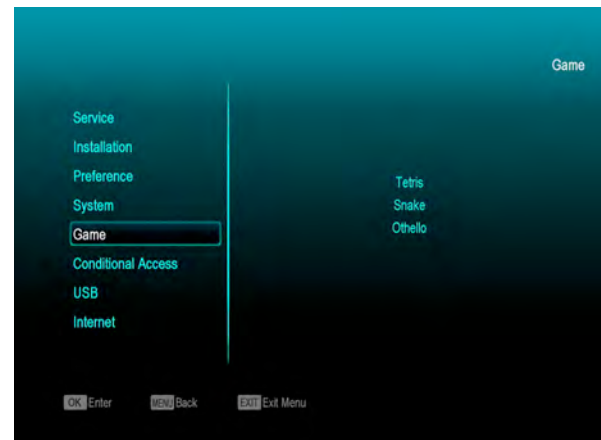 Game
Service
Installation
Preference
System
Game
Conditional Access
USB
Internet
Tetris
Snake
Othello
OK Enter MENU Back EXIT Exit Menu